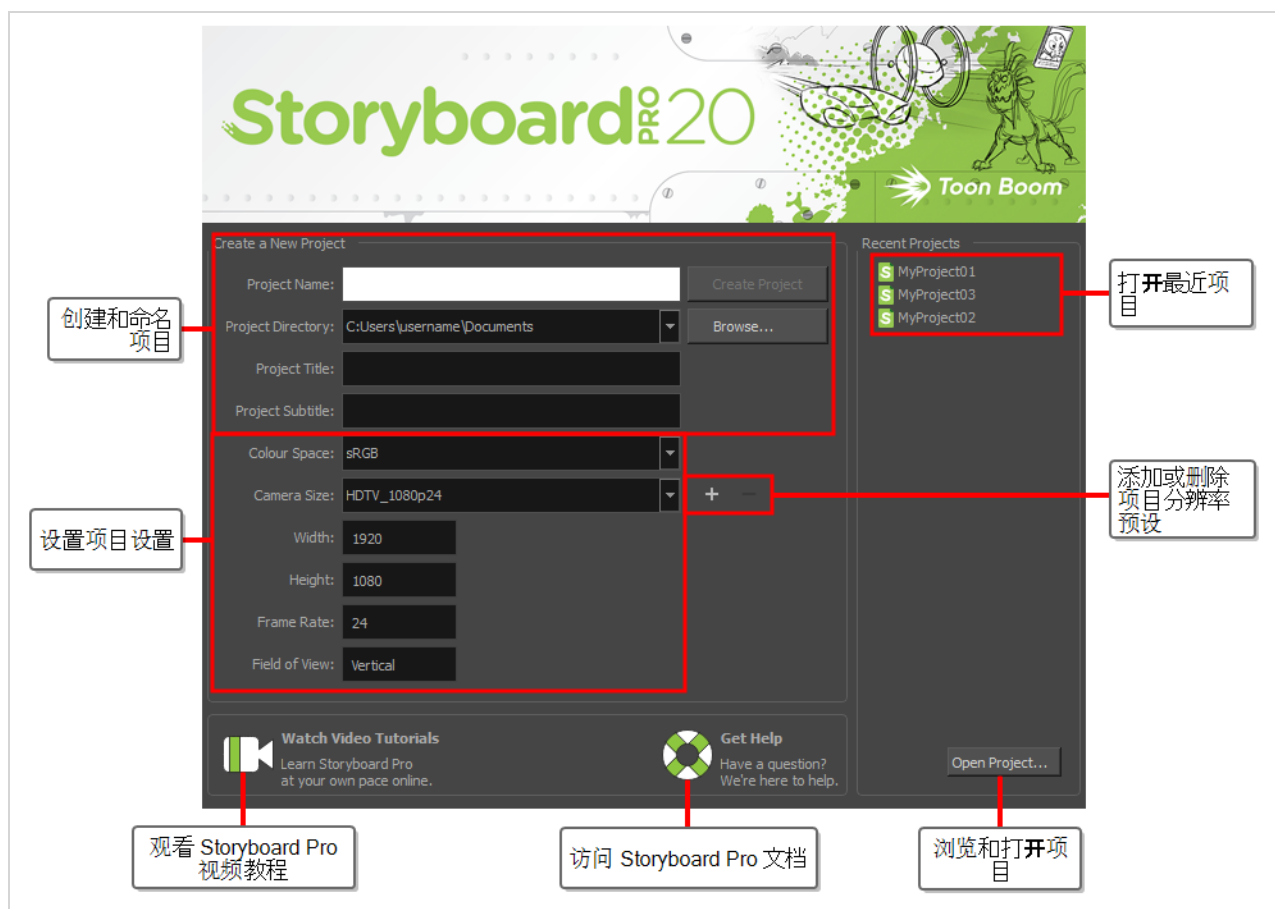 Storyboard PRO 20
Toon Boom
Create a New Project
Project Name:
Create Project
Project Directory: C:Users\username\Documents
Browse...
Project Title:
Project Subtitle:
Colour Space: sRGB
Camera Size: HDTV_1080p24
+ −
Width: 1920
Height: 1080
Frame Rate: 24
Field of View: Vertical
Recent Projects
S MyProject01
S MyProject03
S MyProject02
Watch Video Tutorials
Learn Storyboard Pro
at your own pace online.
Get Help
Have a question?
We're here to help.
Open Project...
创建和命名
项目
设置项目设置
打开最近项
目
添加或删除
项目分辨率
预设
观看 Storyboard Pro
视频教程
访问 Storyboard Pro 文档
浏览和打开项
目